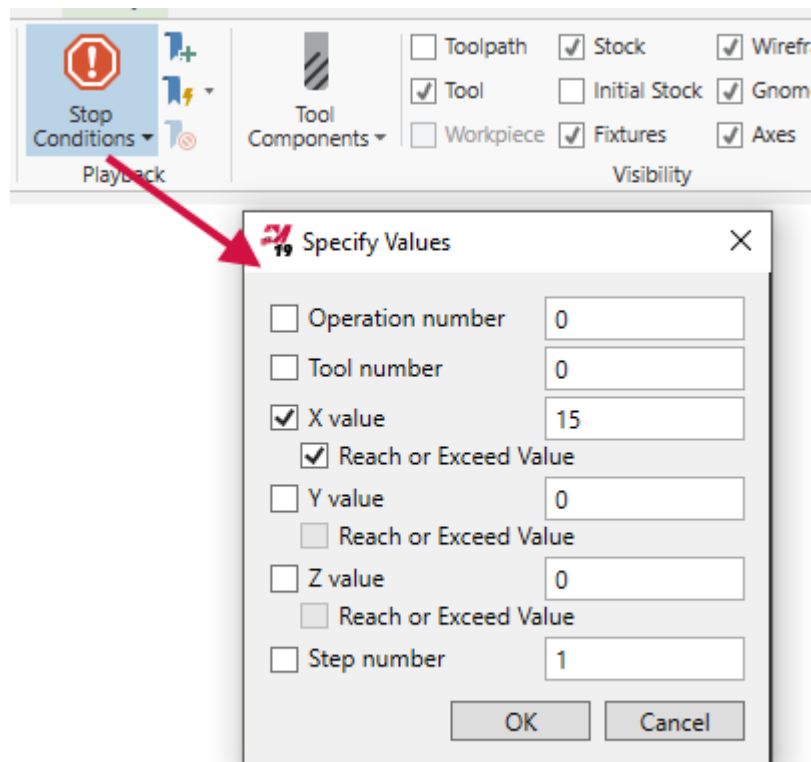 Stop
Conditions
Playback
Tool
Components
Toolpath
Stock
Tool
Initial Stock
Workpiece
Fixtures
Axes
Visibility
19
Specify Values
Operation number 0
Tool number 0
X value 15
Reach or Exceed Value
Y value 0
Reach or Exceed Value
Z value 0
Reach or Exceed Value
Step number 1
OK Cancel